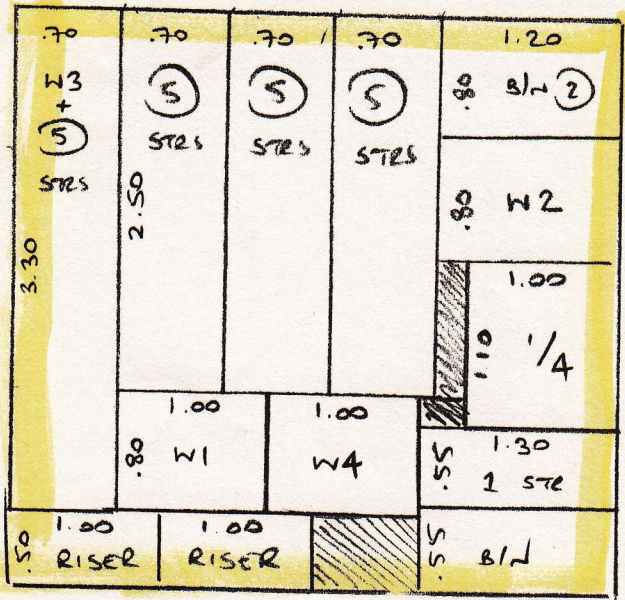 .70
.70
.70
.70
1.20
⑤ + W3
STRS
3.30
⑤
STRS
2.50
⑤
STRS
⑤
STRS
.80
B/N ②
.80
W2
1.00
1.10
1/4
1.00
.80
W1
1.00
W4
.55
1.30
1 STR
.50
1.00
RISER
1.00
RISER
.55
B/N